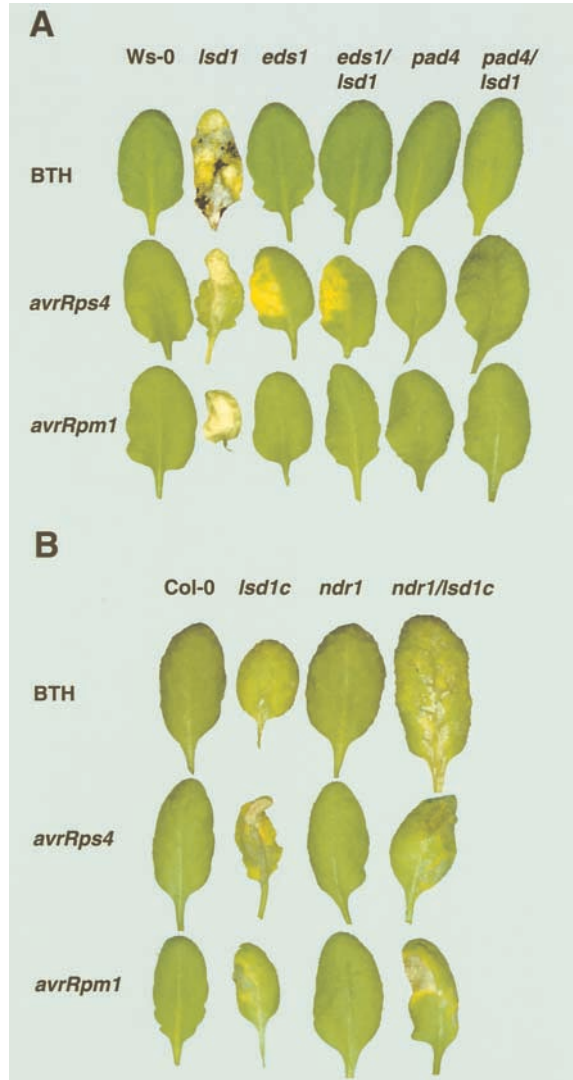 A
Ws-0 lsd1 eds1 eds1/ pad4 pad4/
lsd1 lsd1
BTH
avrRps4
avrRpm1
B
Col-0 lsd1c ndr1 ndr1/lsd1c
BTH
avrRps4
avrRpm1